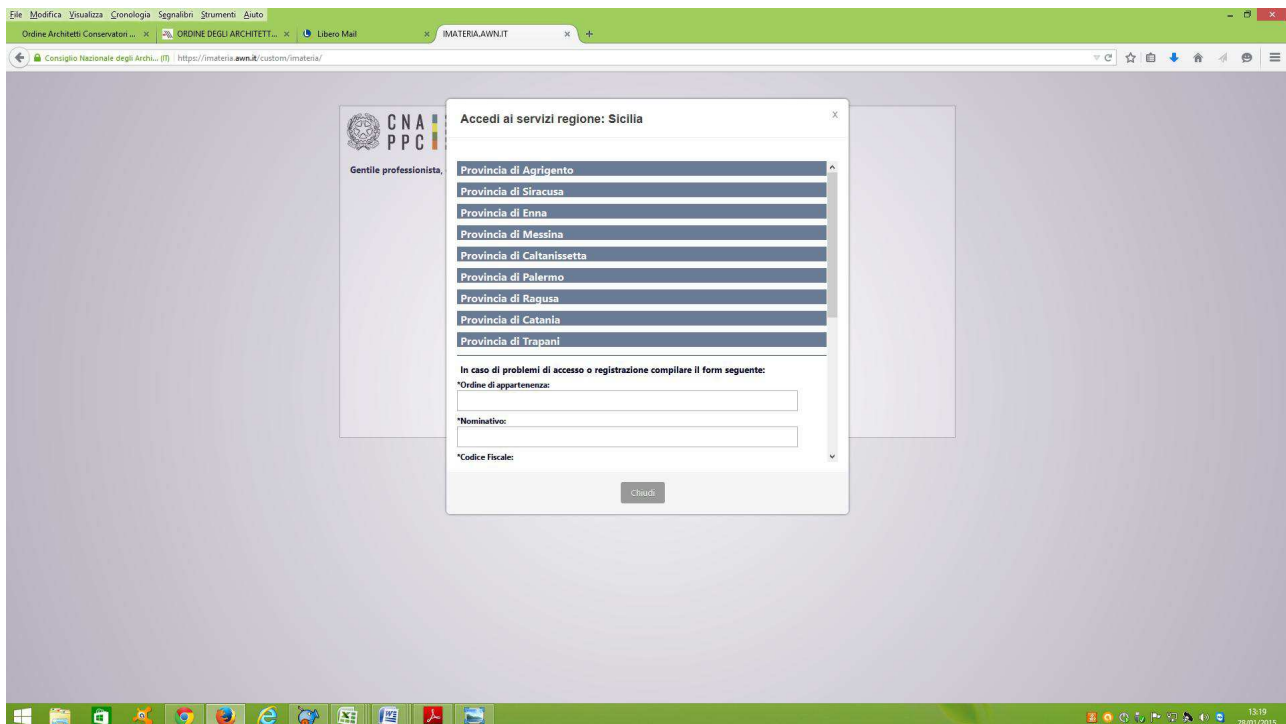 File Modifica Visualizza Cronologia Segnalibri Strumenti Aiuto
Ordine Architetti Conservatori ... × ORDINE DEGLI ARCHITETT... × Libero Mail × IMATERIA.AWN.IT × +
Consiglio Nazionale degli Archi... (IT) https://imateria.awn.it/custom/imateria/
CNA
PPC
Gentile professionista,
Accedi ai servizi regione: Sicilia
X
Provincia di Agrigento
Provincia di Siracusa
Provincia di Enna
Provincia di Messina
Provincia di Caltanissetta
Provincia di Palermo
Provincia di Ragusa
Provincia di Catania
Provincia di Trapani
In caso di problemi di accesso o registrazione compilare il form seguente:
*Ordine di appartenenza:
*Nominativo:
*Codice Fiscale:
Chiudi
13:19
28/01/2015